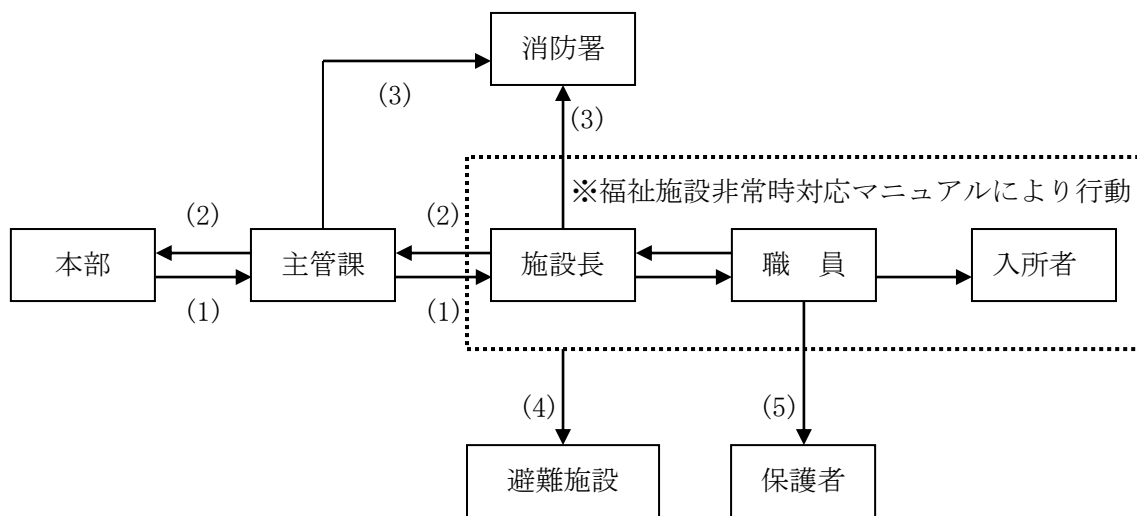 消防署
(3)
(3)
※福祉施設非常時対応マニュアルにより行動
(2)
(2)
本部
主管課
施設長
職　員
入所者
(1)
(1)
(4)
(5)
避難施設
保護者